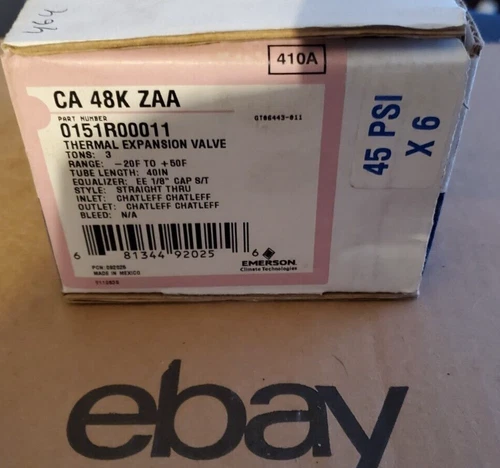 464
410A
CA 48K ZAA
PART NUMBER
QT86443-011
0151R00011
THERMAL EXPANSION VALVE
TONS: 3
RANGE: -20F TO +50F
TUBE LENGTH: 40IN
EQUALIZER: EE 1/8" CAP S/T
STYLE: STRAIGHT THRU
INLET: CHATLEFF CHATLEFF
OUTLET: CHATLEFF CHATLEFF
BLEED: N/A
6 81344 92025 6
EMERSON
Climate Technologies
MADE IN MEXICO
45 PSI
X 6
ebay